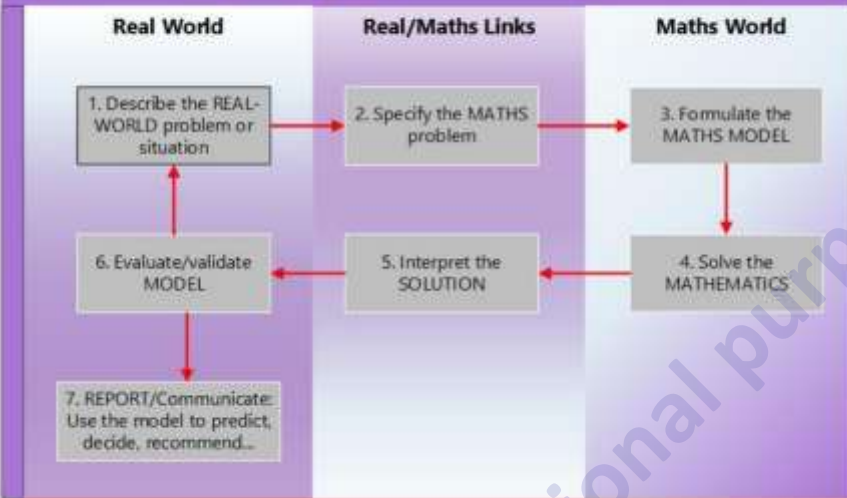 Real World
Real/Maths Links
Maths World
1. Describe the REAL-
WORLD problem or
situation
2. Specify the MATHS
problem
3. Formulate the
MATHS MODEL
6. Evaluate/validate
MODEL
5. Interpret the
SOLUTION
4. Solve the
MATHEMATICS
7. REPORT/Communicate:
Use the model to predict,
decide, recommend...